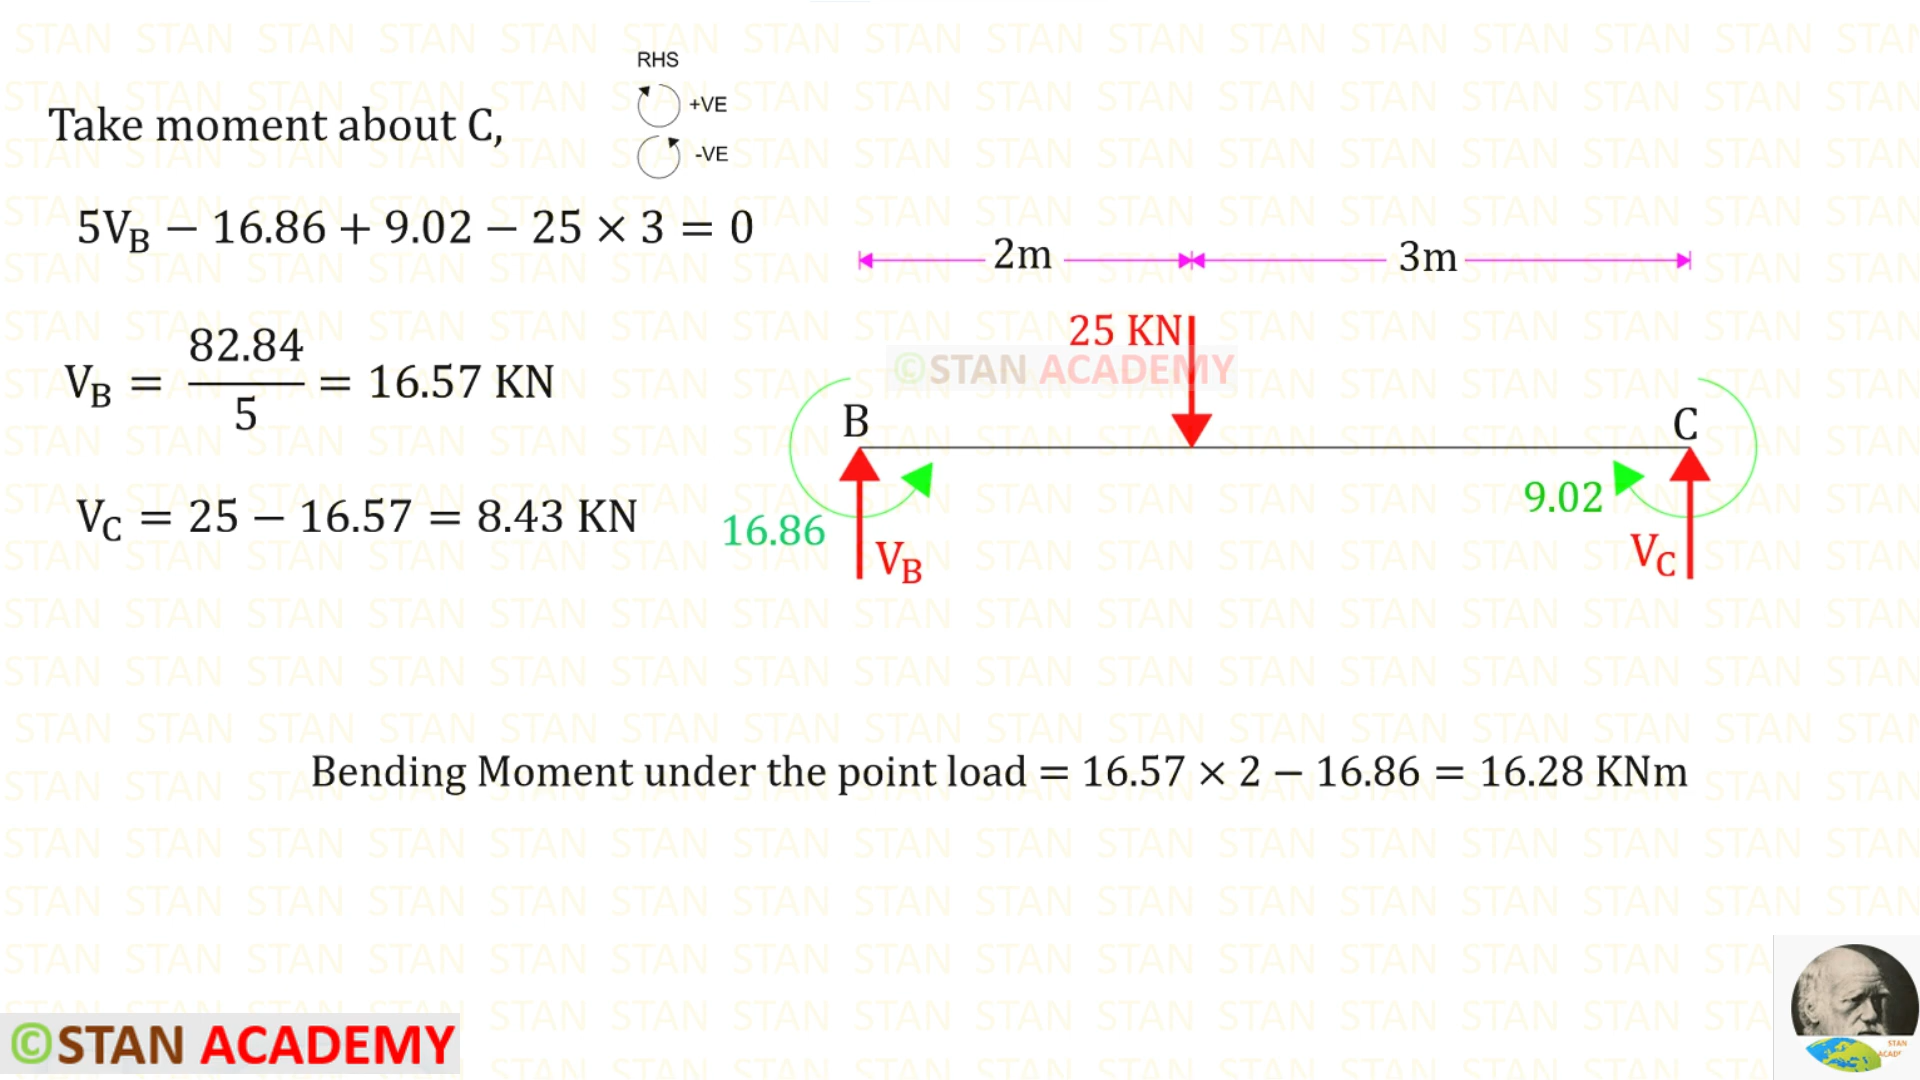 RHS
+VE
-VE
Take moment about C,
5V_B − 16.86 + 9.02 − 25 × 3 = 0
V_B = 82.84/5 = 16.57 KN
V_C = 25 − 16.57 = 8.43 KN
2m 3m
25 KN
©STAN ACADEMY
B C
16.86 V_B 9.02 V_C
Bending Moment under the point load = 16.57 × 2 − 16.86 = 16.28 KNm
©STAN ACADEMY
STAN